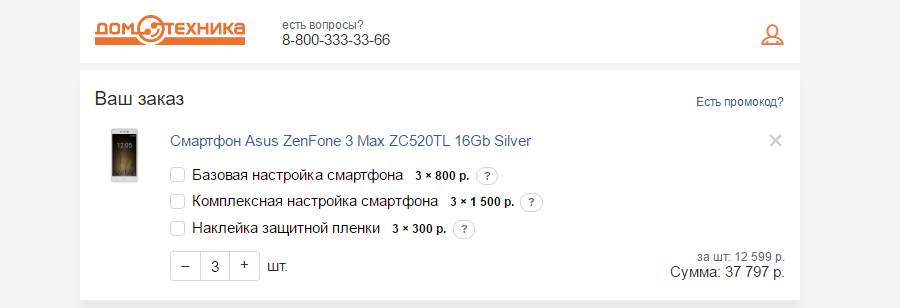 ДОМОТЕХНИКА
есть вопросы?
8-800-333-33-66
Ваш заказ
Есть промокод?
12:05
Смартфон Asus ZenFone 3 Max ZC520TL 16Gb Silver
Базовая настройка смартфона 3 × 800 р. ?
Комплексная настройка смартфона 3 × 1 500 р. ?
Наклейка защитной пленки 3 × 300 р. ?
за шт: 12 599 р.
– 3 + шт.
Сумма: 37 797 р.